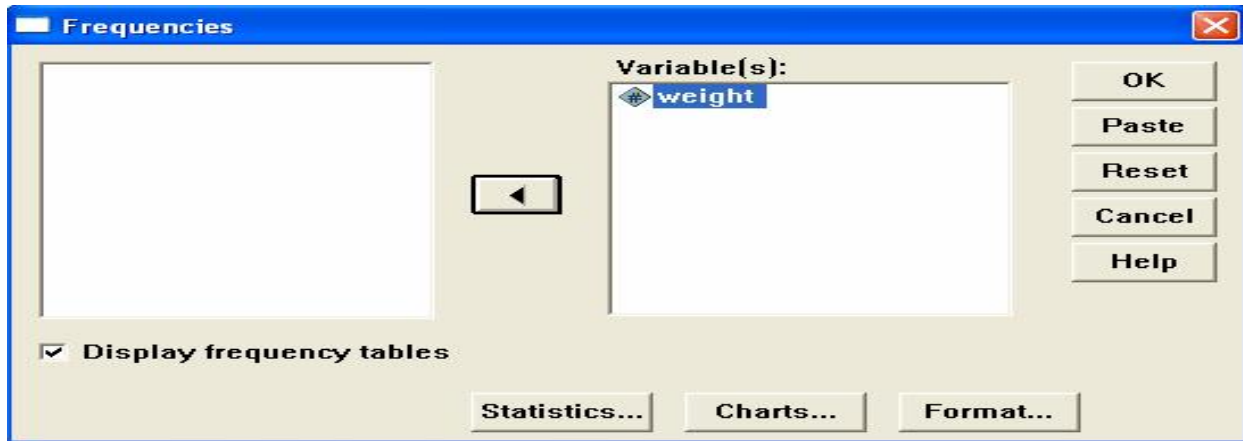 Frequencies
Variable(s):
# weight
OK
Paste
Reset
Cancel
Help
Display frequency tables
Statistics...
Charts...
Format...